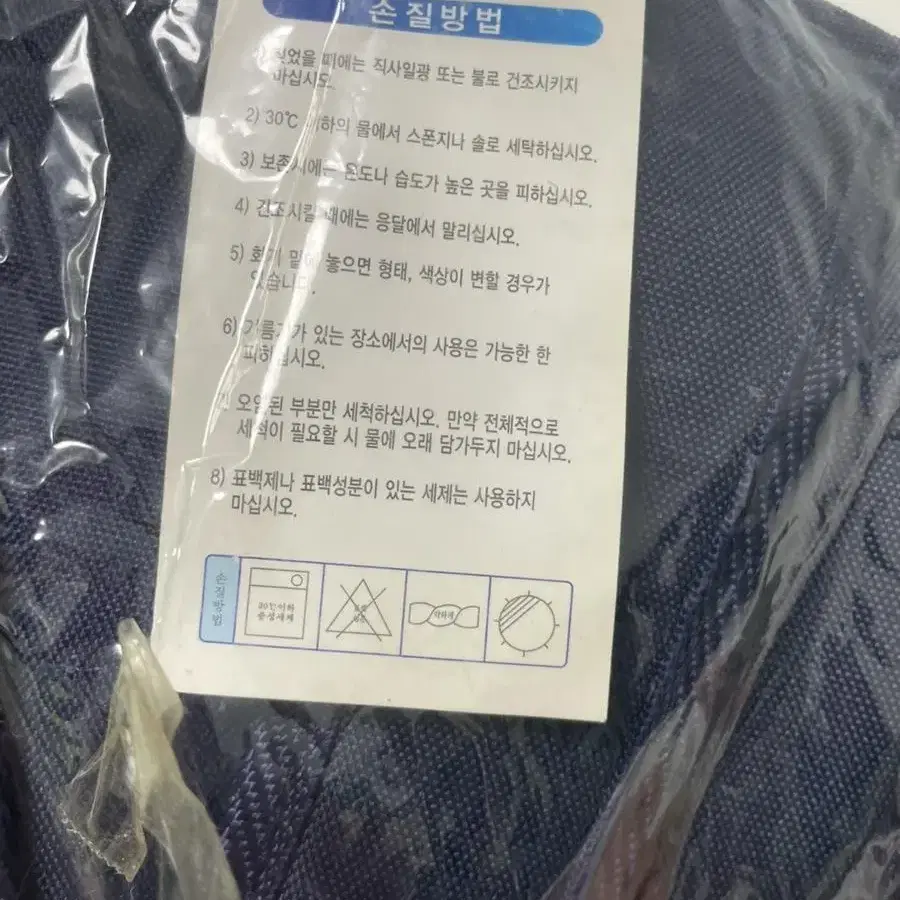 손질방법
1) 젖었을 때에는 직사일광 또는 불로 건조시키지
마십시오.
2) 30℃ 이하의 물에서 스폰지나 솔로 세탁하십시오.
3) 보존시에는 온도나 습도가 높은 곳을 피하십시오.
4) 건조시킬 때에는 응달에서 말리십시오.
5) 화기 밑에 놓으면 형태, 색상이 변할 경우가
있습니다.
6) 기름기가 있는 장소에서의 사용은 가능한 한
피하십시오.
7) 오염된 부분만 세척하십시오. 만약 전체적으로
세척이 필요할 시 물에 오래 담가두지 마십시오.
8) 표백제나 표백성분이 있는 세제는 사용하지
마십시오.
손질방법
30℃이하
중성세제
약하게